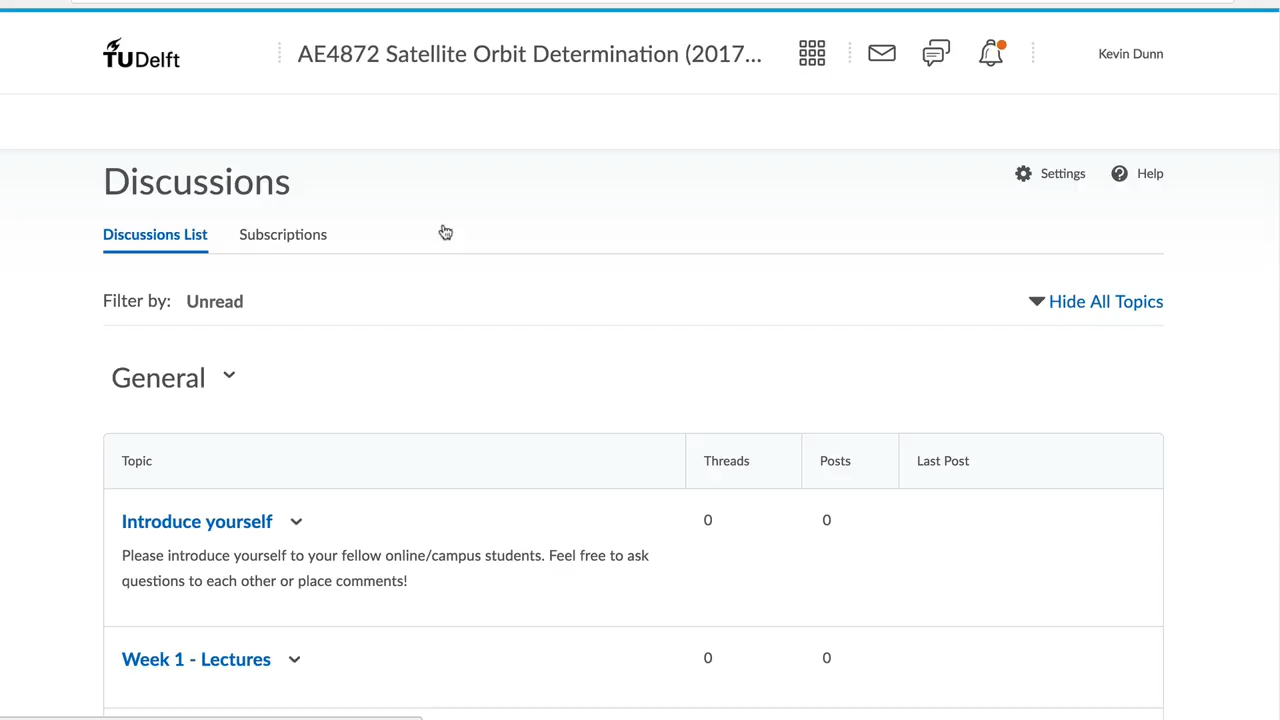 TUDelft
AE4872 Satellite Orbit Determination (2017...
Kevin Dunn
Discussions
Settings
Help
Discussions List
Subscriptions
Filter by: Unread
Hide All Topics
General
Topic
Threads
Posts
Last Post
Introduce yourself
0
0
Please introduce yourself to your fellow online/campus students. Feel free to ask
questions to each other or place comments!
Week 1 - Lectures
0
0